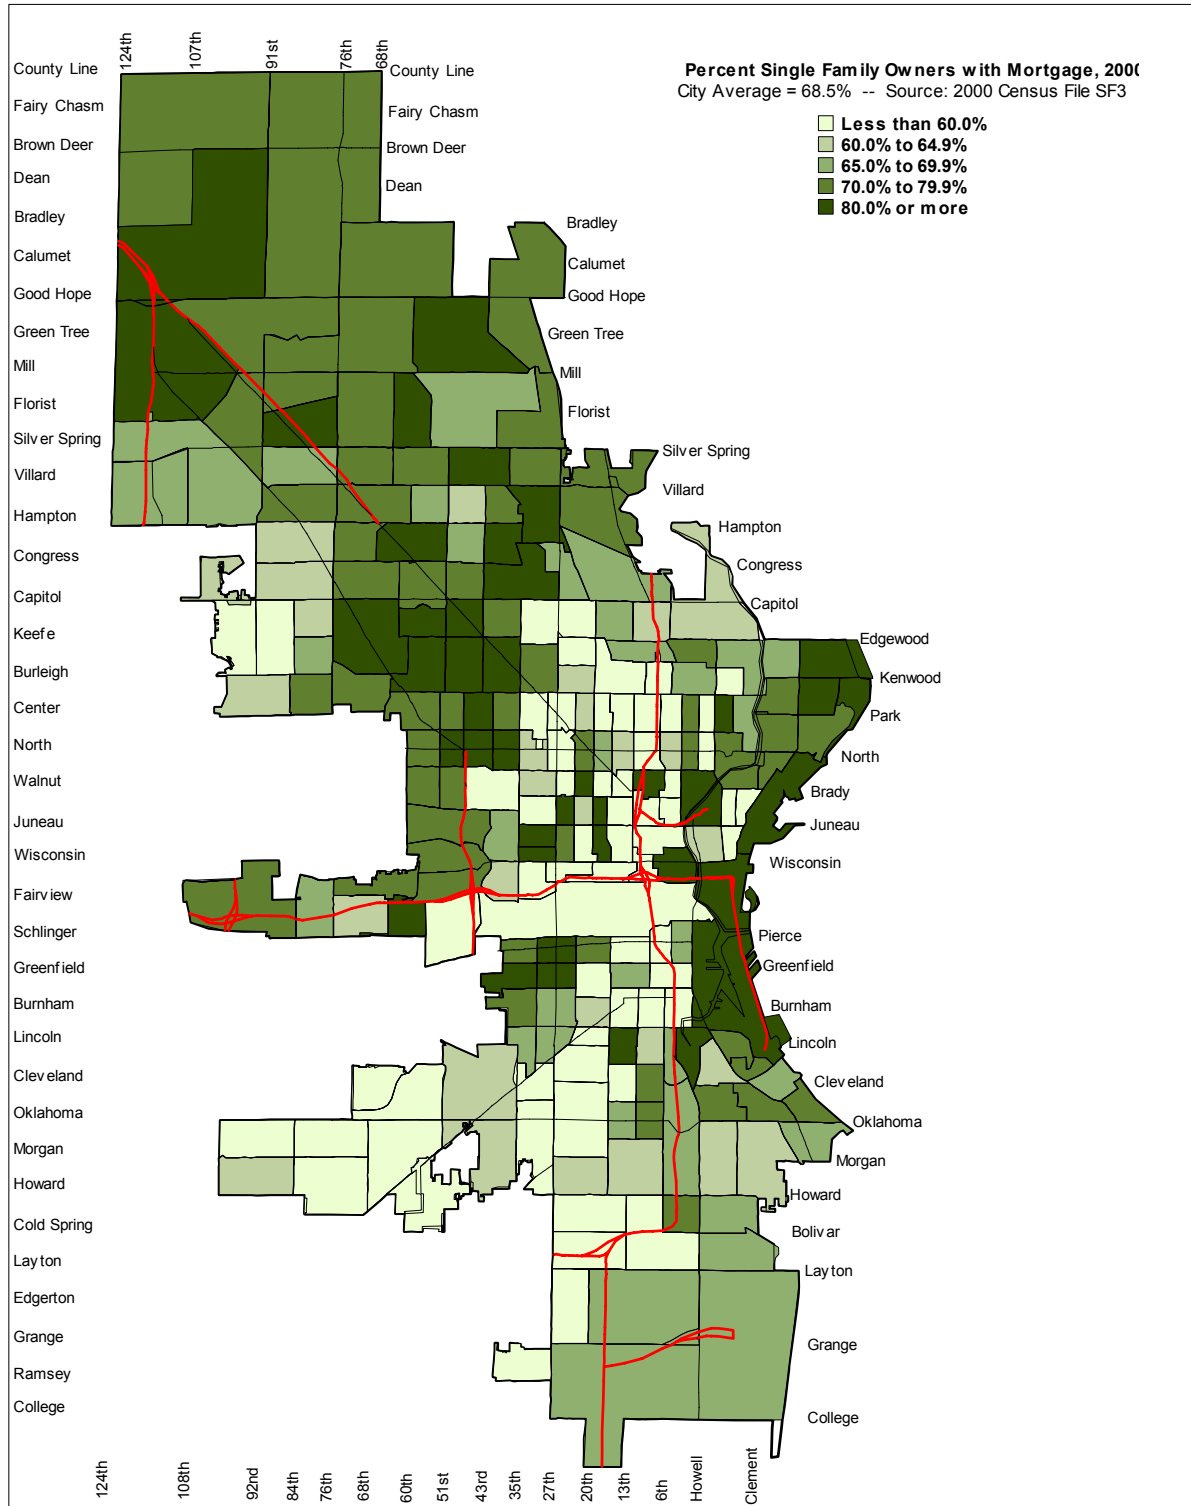 124th
107th
91st
76th
68th
County Line
County Line
Percent Single Family Owners with Mortgage, 200
City Average = 68.5% -- Source: 2000 Census File SF3
Less than 60.0%
60.0% to 64.9%
65.0% to 69.9%
70.0% to 79.9%
80.0% or more
Fairy Chasm
Fairy Chasm
Brown Deer
Brown Deer
Dean
Dean
Bradley
Bradley
Calumet
Calumet
Good Hope
Good Hope
Green Tree
Green Tree
Mill
Mill
Florist
Florist
Silver Spring
Silver Spring
Villard
Villard
Hampton
Hampton
Congress
Congress
Capitol
Capitol
Keefe
Edgewood
Burleigh
Kenwood
Center
Park
North
North
Walnut
Brady
Juneau
Juneau
Wisconsin
Wisconsin
Fairview
Schlinger
Pierce
Greenfield
Greenfield
Burnham
Burnham
Lincoln
Lincoln
Cleveland
Cleveland
Oklahoma
Oklahoma
Morgan
Morgan
Howard
Howard
Cold Spring
Bolivar
Layton
Layton
Edgerton
Grange
Grange
Ramsey
College
College
124th
108th
92nd
84th
76th
68th
60th
51st
43rd
35th
27th
20th
13th
6th
Howell
Clement